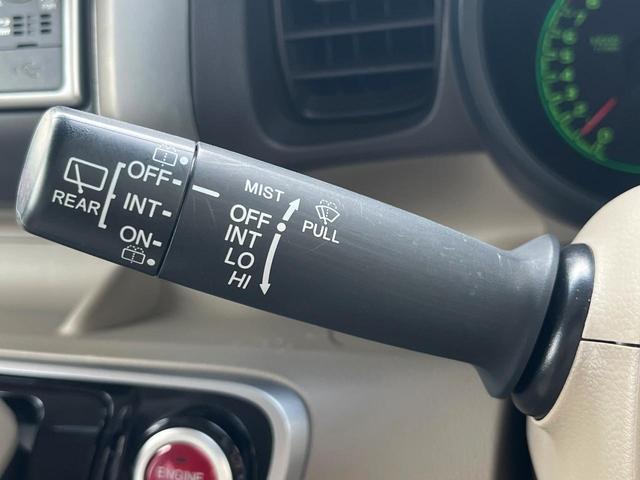 REAR
OFF
INT
ON
MIST
OFF
INT
LO
HI
PULL
ENGINE